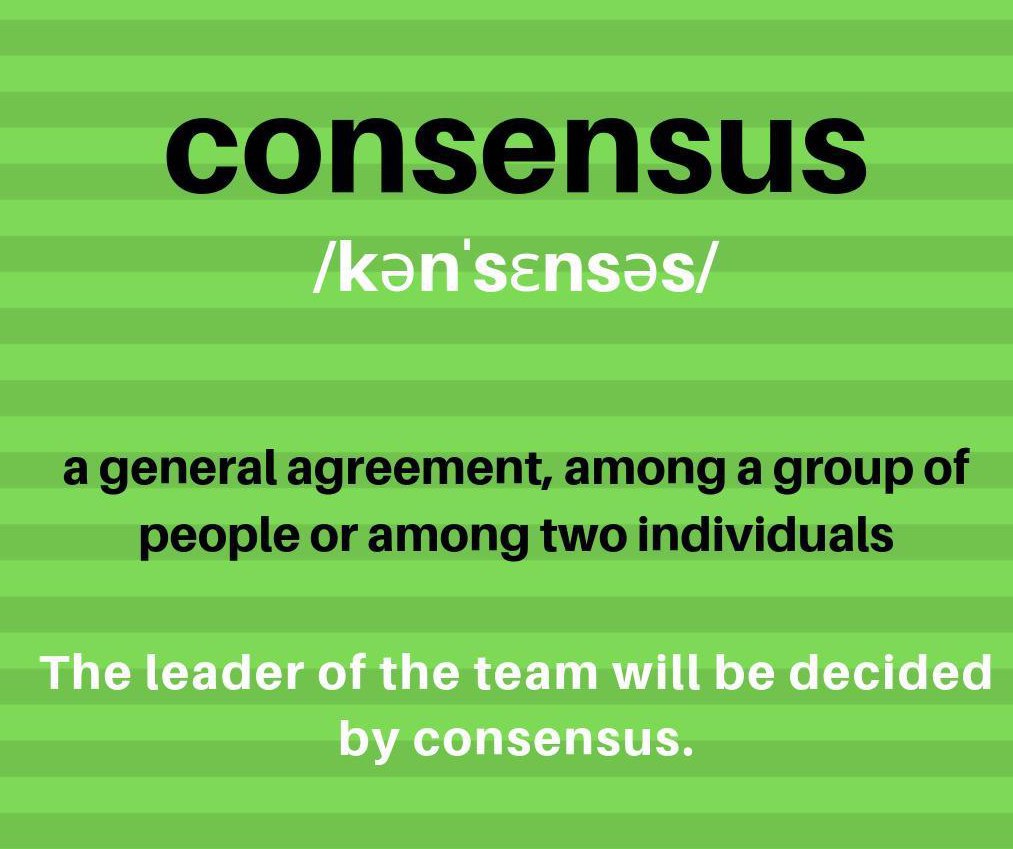 consensus
/kənˈsɛnsəs/
a general agreement, among a group of
people or among two individuals
The leader of the team will be decided
by consensus.